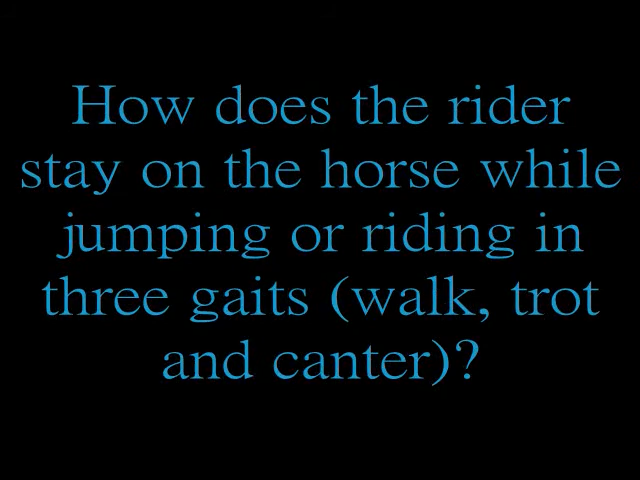 How does the rider
stay on the horse while
jumping or riding in
three gaits (walk, trot
and canter)?